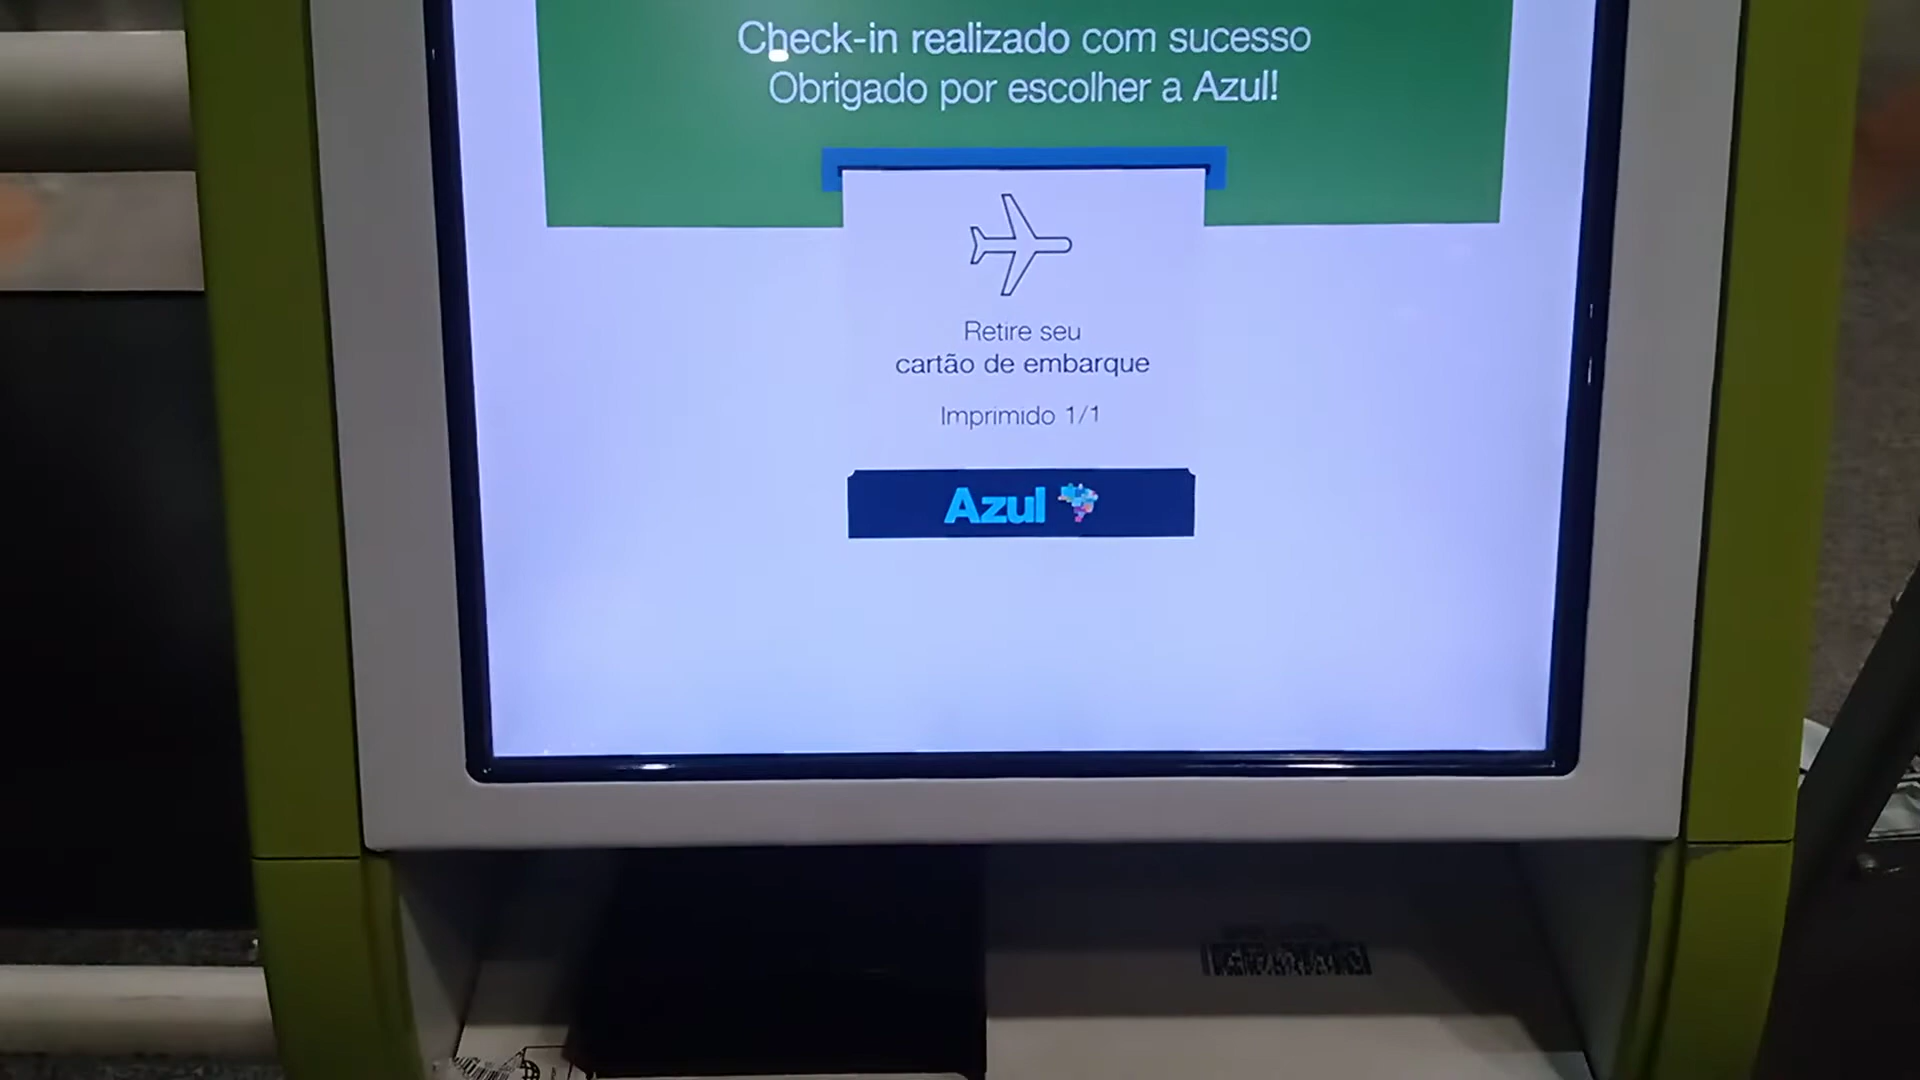 Check-in realizado com sucesso
Obrigado por escolher a Azul!
Retire seu
cartão de embarque
Imprimido 1/1
Azul